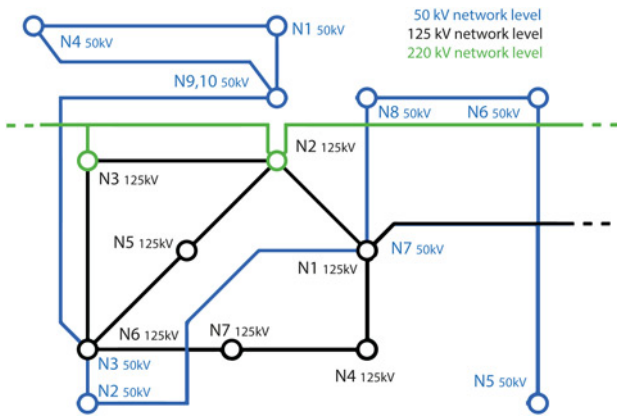 50 kV network level
125 kV network level
220 kV network level
N4 50kV
N1 50kV
N9,10 50kV
N8 50kV
N6 50kV
N3 125kV
N2 125kV
N5 125kV
N1 125kV
N7 50kV
N6 125kV
N7 125kV
N3 50kV
N4 125kV
N2 50kV
N5 50kV